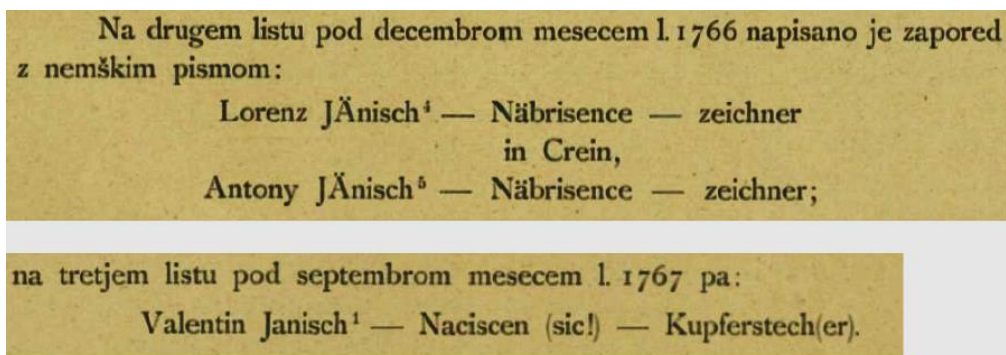 Na drugem listu pod decembrom mesecem l. 1766 napisano je zapored
z nemškim pismom:
Lorenz JÄnisch⁴ — Näbrisence — zeichner
in Crein,
Antony JÄnisch⁵ — Näbrisence — zeichner;
na tretjem listu pod septembrom mesecem l. 1767 pa:
Valentin Janisch¹ — Naciscen (sic!) — Kupferstech(er).